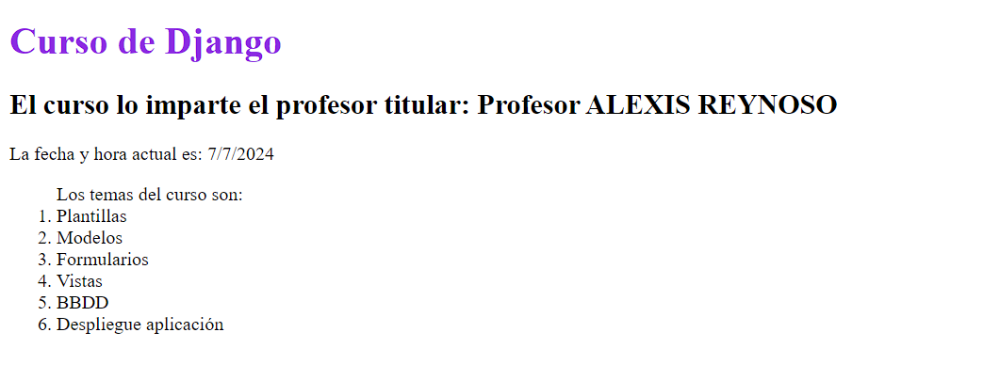 Curso de Django
El curso lo imparte el profesor titular: Profesor ALEXIS REYNOSO
La fecha y hora actual es: 7/7/2024
Los temas del curso son:
1. Plantillas
2. Modelos
3. Formularios
4. Vistas
5. BBDD
6. Despliegue aplicación